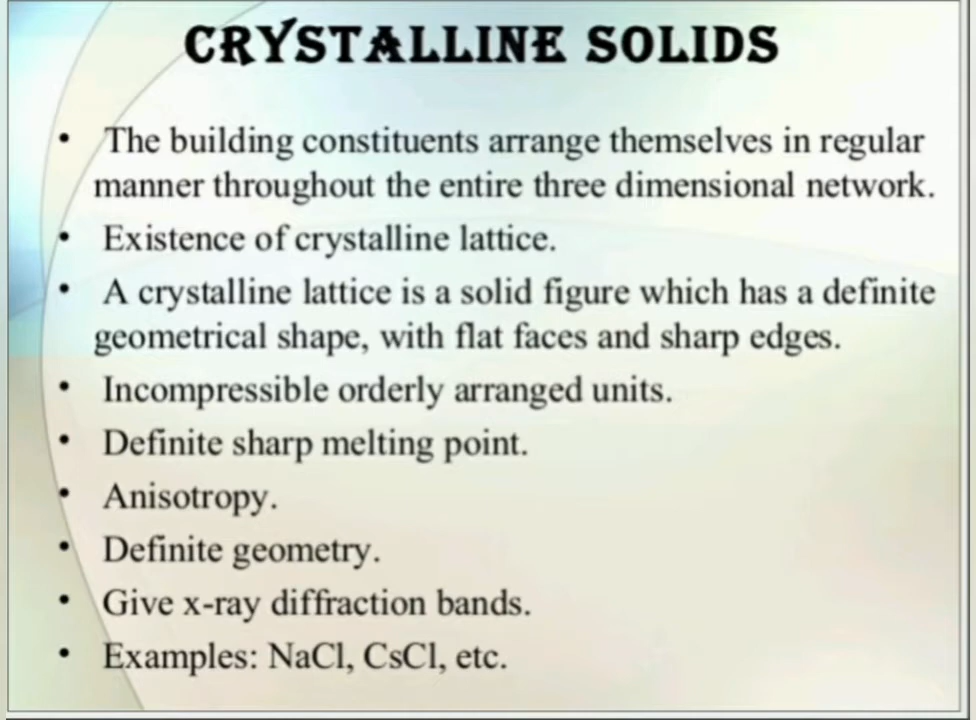 CRYSTALLINE SOLIDS
• The building constituents arrange themselves in regular
manner throughout the entire three dimensional network.
• Existence of crystalline lattice.
• A crystalline lattice is a solid figure which has a definite
geometrical shape, with flat faces and sharp edges.
• Incompressible orderly arranged units.
• Definite sharp melting point.
• Anisotropy.
• Definite geometry.
• Give x-ray diffraction bands.
• Examples: NaCl, CsCl, etc.